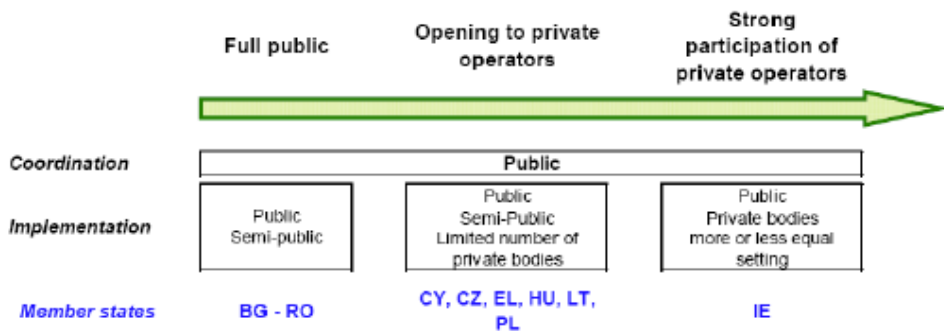 Full public
Opening to private
operators
Strong
participation of
private operators
Coordination
Public
Implementation
Public
Semi-public
Public
Semi-Public
Limited number of
private bodies
Public
Private bodies
more or less equal
setting
Member states
BG - RO
CY, CZ, EL, HU, LT,
PL
IE